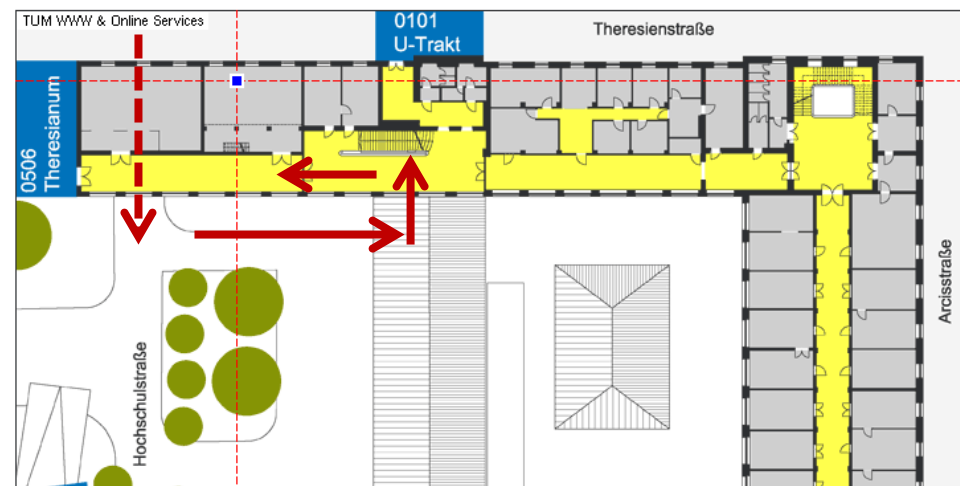 TUM WWW & Online Services
0101
U-Trakt
Theresienstraße
0506
Theresianum
Arcisstraße
Hochschulstraße